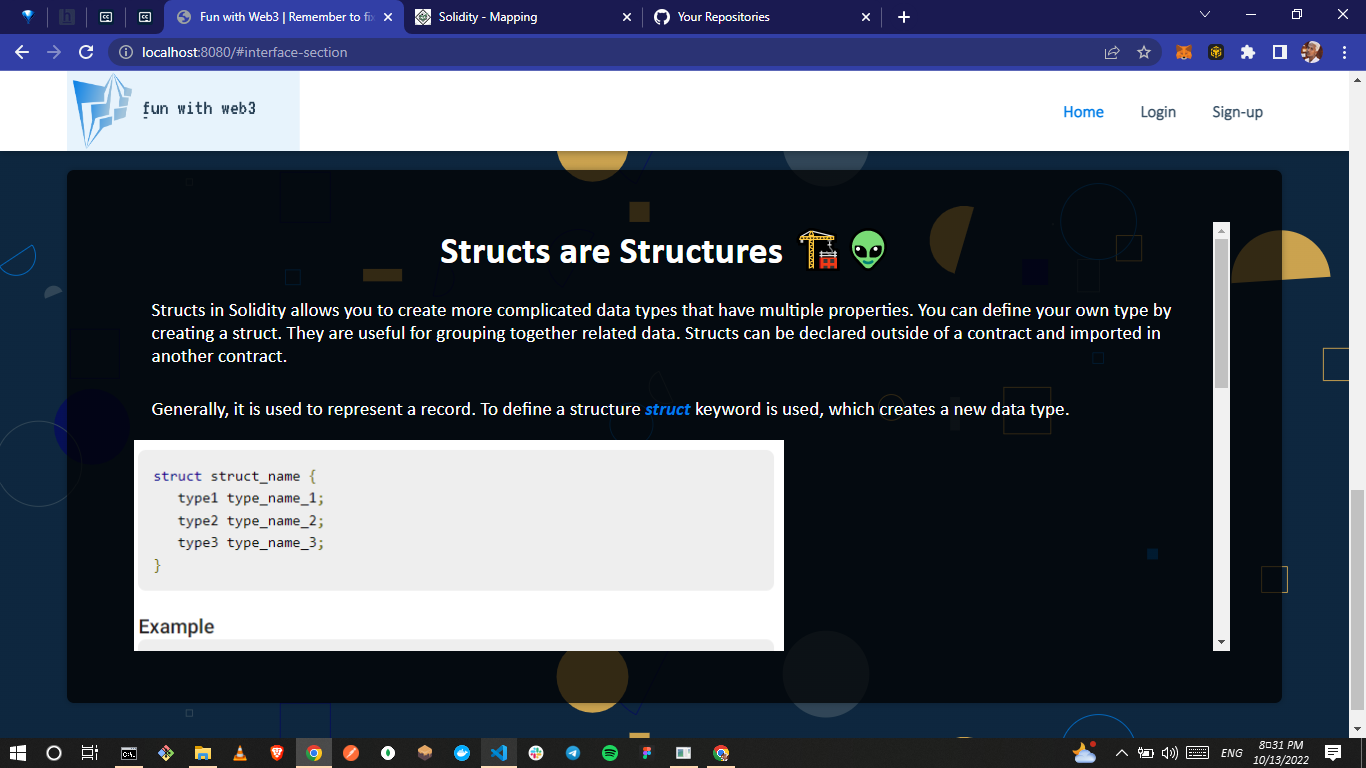 Fun with Web3 | Remember to fi
Solidity - Mapping
Your Repositories
localhost:8080/#interface-section
fun with web3
Home
Login
Sign-up
Structs are Structures
Structs in Solidity allows you to create more complicated data types that have multiple properties. You can define your own type by
creating a struct. They are useful for grouping together related data. Structs can be declared outside of a contract and imported in
another contract.
Generally, it is used to represent a record. To define a structure struct keyword is used, which creates a new data type.
struct struct_name {
type1 type_name_1;
type2 type_name_2;
type3 type_name_3;
}
Example
ENG
8:31 PM
10/13/2022